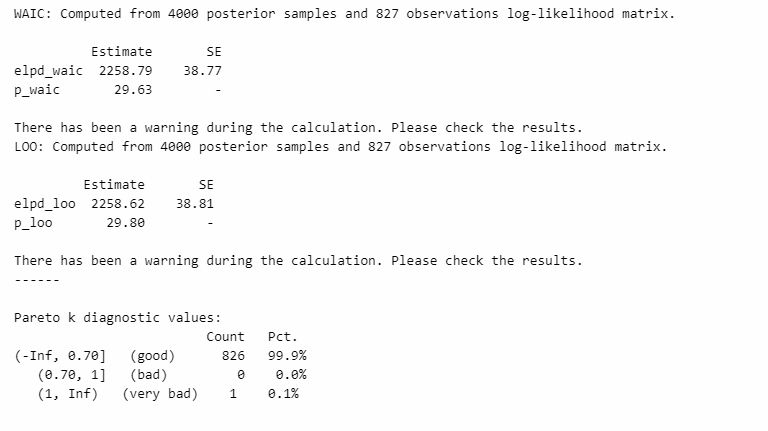 WAIC: Computed from 4000 posterior samples and 827 observations log-likelihood matrix.
Estimate SE
elpd_waic 2258.79 38.77
p_waic 29.63 -
There has been a warning during the calculation. Please check the results.
LOO: Computed from 4000 posterior samples and 827 observations log-likelihood matrix.
Estimate SE
elpd_loo 2258.62 38.81
p_loo 29.80 -
There has been a warning during the calculation. Please check the results.
------
Pareto k diagnostic values:
Count Pct.
(-Inf, 0.70] (good) 826 99.9%
(0.70, 1] (bad) 0 0.0%
(1, Inf) (very bad) 1 0.1%